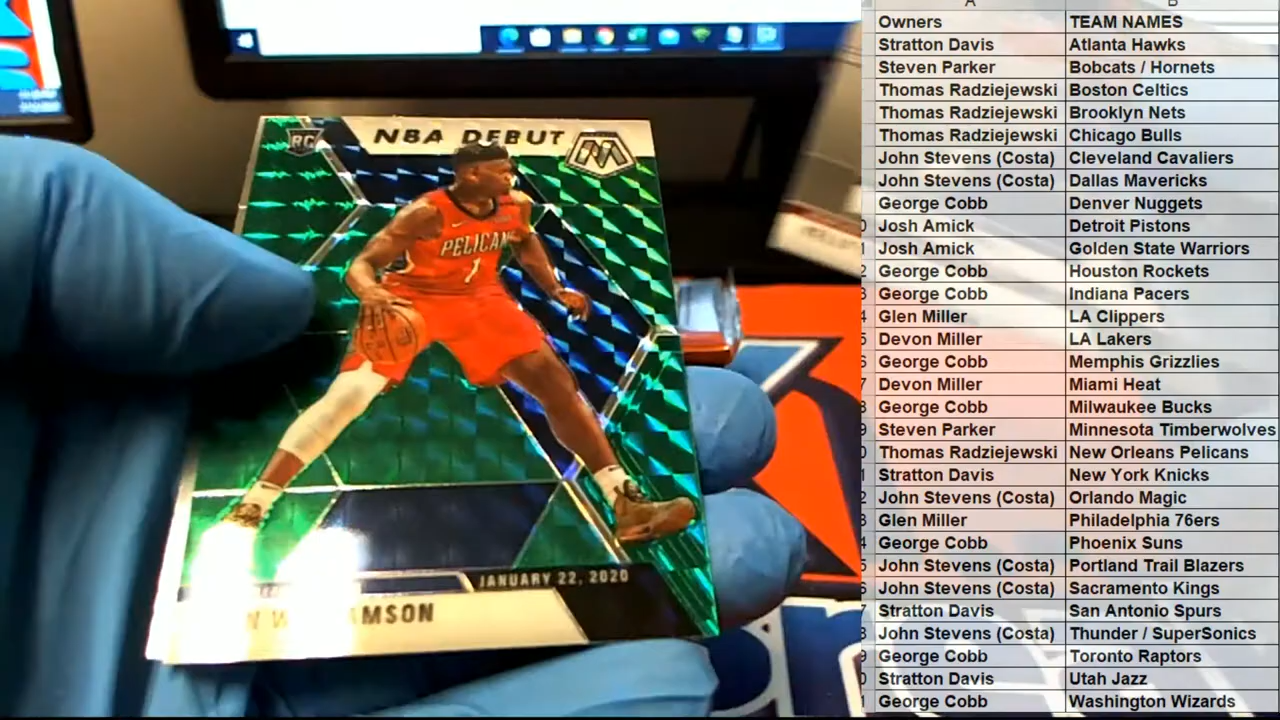 RC NBA DEBUT
PELICANS
1
JANUARY 22, 2020
AMSON
A B
Owners TEAM NAMES
Stratton Davis Atlanta Hawks
Steven Parker Bobcats / Hornets
Thomas Radziejewski Boston Celtics
Thomas Radziejewski Brooklyn Nets
Thomas Radziejewski Chicago Bulls
John Stevens (Costa) Cleveland Cavaliers
John Stevens (Costa) Dallas Mavericks
George Cobb Denver Nuggets
Josh Amick Detroit Pistons
Josh Amick Golden State Warriors
George Cobb Houston Rockets
George Cobb Indiana Pacers
Glen Miller LA Clippers
Devon Miller LA Lakers
George Cobb Memphis Grizzlies
Devon Miller Miami Heat
George Cobb Milwaukee Bucks
Steven Parker Minnesota Timberwolves
Thomas Radziejewski New Orleans Pelicans
Stratton Davis New York Knicks
John Stevens (Costa) Orlando Magic
Glen Miller Philadelphia 76ers
George Cobb Phoenix Suns
John Stevens (Costa) Portland Trail Blazers
John Stevens (Costa) Sacramento Kings
Stratton Davis San Antonio Spurs
John Stevens (Costa) Thunder / SuperSonics
George Cobb Toronto Raptors
Stratton Davis Utah Jazz
George Cobb Washington Wizards